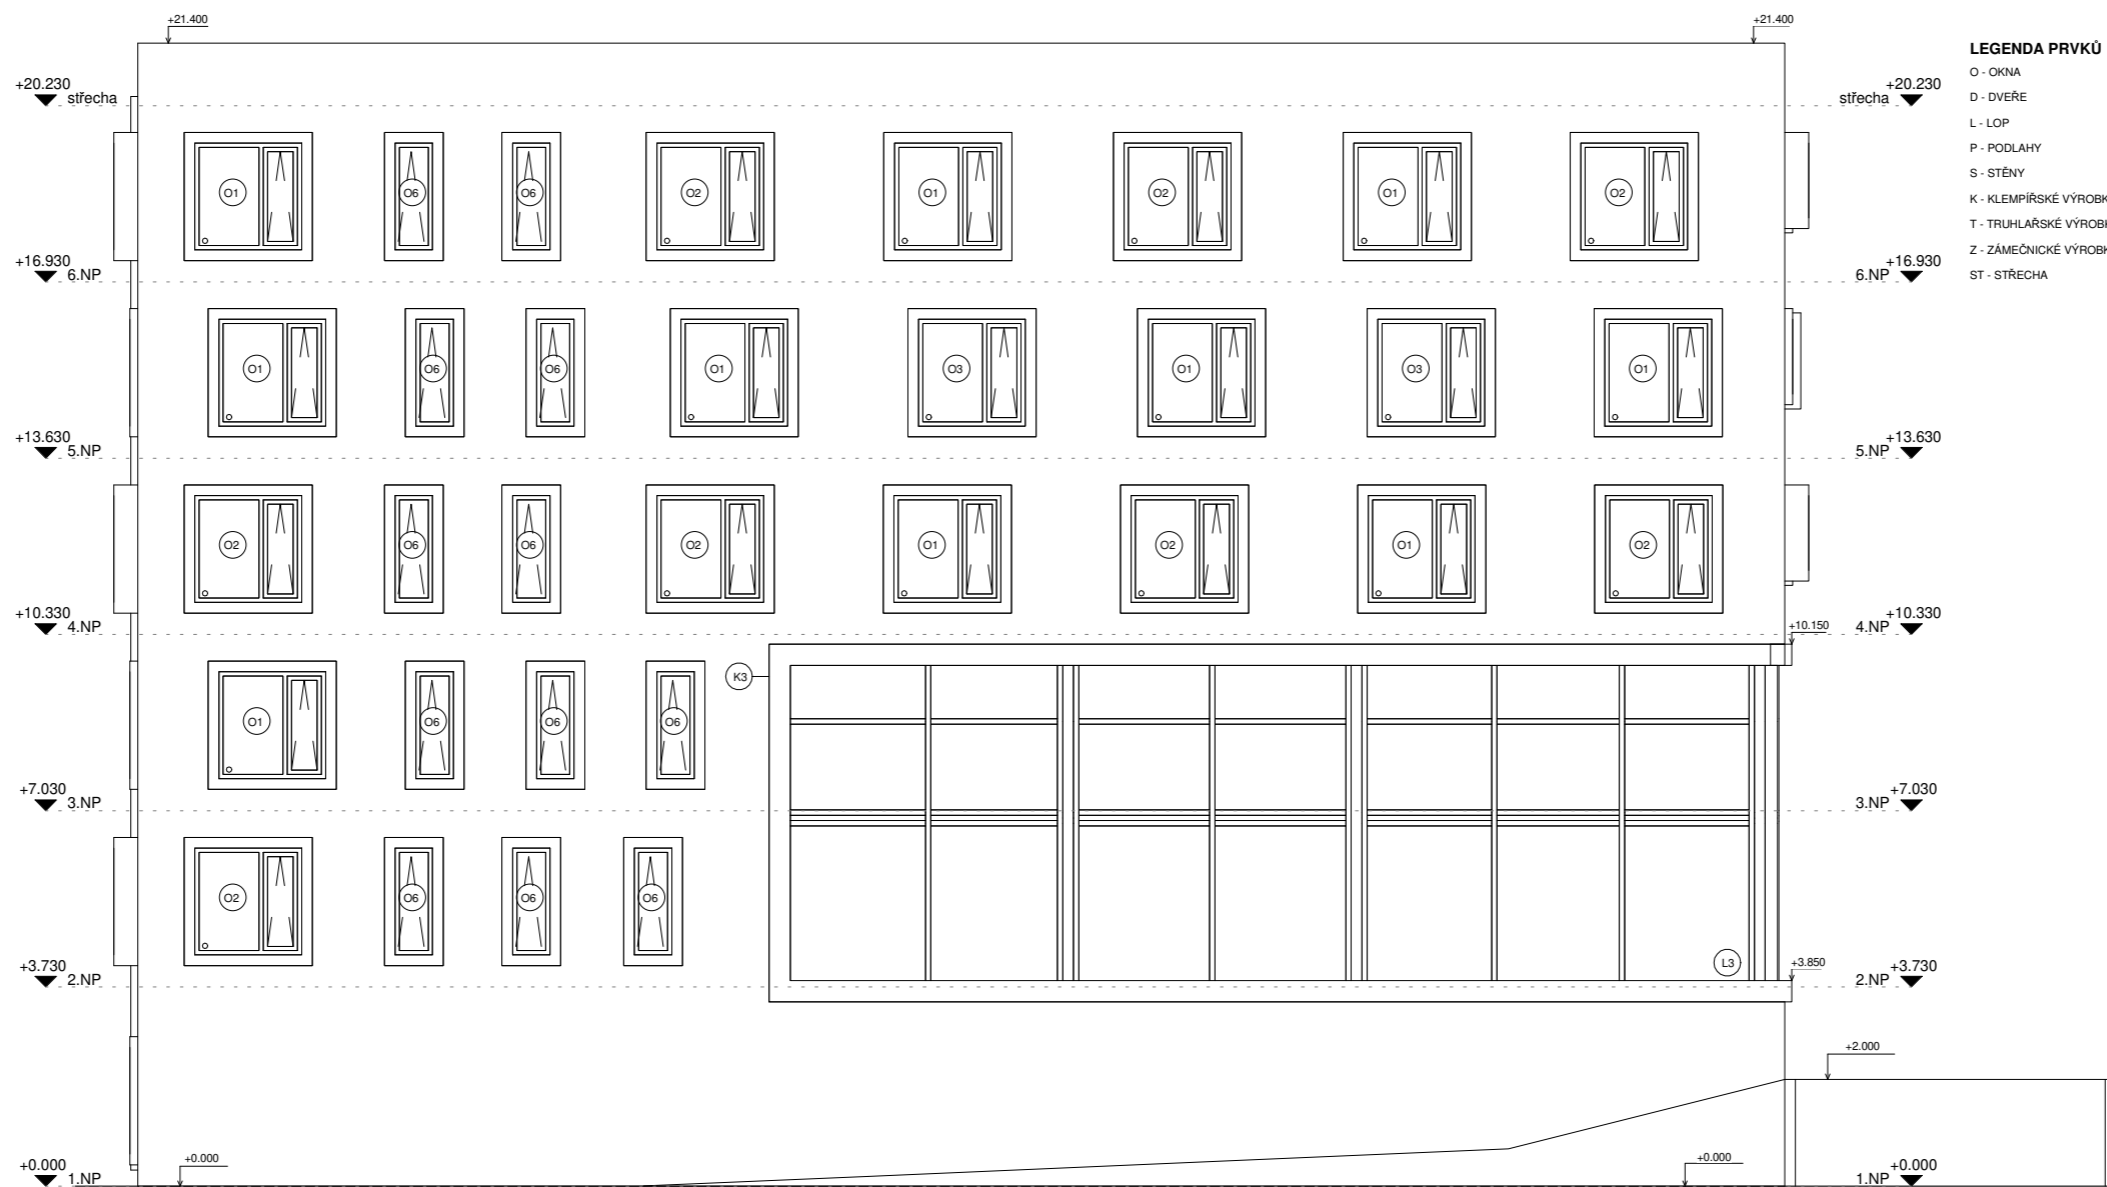 +21.400 +21.400
LEGENDA PRVKŮ
O - OKNA
D - DVEŘE
L - LOP
P - PODLAHY
S - STĚNY
K - KLEMPÍŘSKÉ VÝROBK
T - TRUHLAŘSKÉ VÝROBK
Z - ZÁMEČNICKÉ VÝROBK
ST - STŘECHA
+20.230 +20.230
střecha střecha
O1 O6 O6 O2 O1 O2 O1 O2
+16.930 +16.930
6.NP 6.NP
O1 O6 O6 O1 O3 O1 O3 O1
+13.630 +13.630
5.NP 5.NP
O2 O6 O6 O2 O1 O2 O1 O2
+10.330 +10.330
4.NP 4.NP
+10.150
K3
O1 O6 O6 O6
+7.030 +7.030
3.NP 3.NP
O2 O6 O6 O6
L3
+3.850
+3.730 +3.730
2.NP 2.NP
+2.000
+0.000 +0.000
+0.000 +0.000
1.NP 1.NP